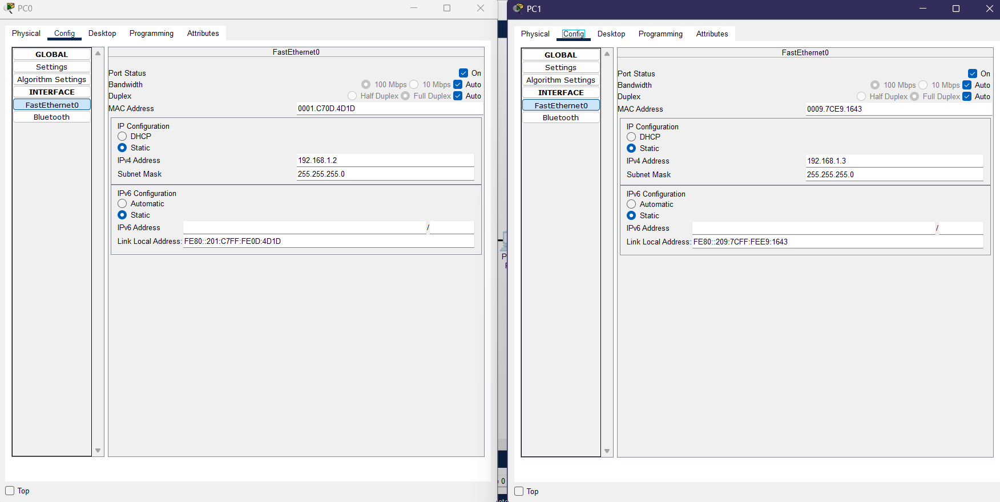 PC0
Physical Config Desktop Programming Attributes
GLOBAL
Settings
Algorithm Settings
INTERFACE
FastEthernet0
Bluetooth
FastEthernet0
Port Status On
Bandwidth 100 Mbps 10 Mbps Auto
Duplex Half Duplex Full Duplex Auto
MAC Address 0001.C70D.4D1D
IP Configuration
DHCP
Static
IPv4 Address 192.168.1.2
Subnet Mask 255.255.255.0
IPv6 Configuration
Automatic
Static
IPv6 Address /
Link Local Address: FE80::201:C7FF:FE0D:4D1D
Top
P
0
PC1
Physical Config Desktop Programming Attributes
GLOBAL
Settings
Algorithm Settings
INTERFACE
FastEthernet0
Bluetooth
FastEthernet0
Port Status On
Bandwidth 100 Mbps 10 Mbps Auto
Duplex Half Duplex Full Duplex Auto
MAC Address 0009.7CE9.1643
IP Configuration
DHCP
Static
IPv4 Address 192.168.1.3
Subnet Mask 255.255.255.0
IPv6 Configuration
Automatic
Static
IPv6 Address /
Link Local Address: FE80::209:7CFF:FEE9:1643
Top